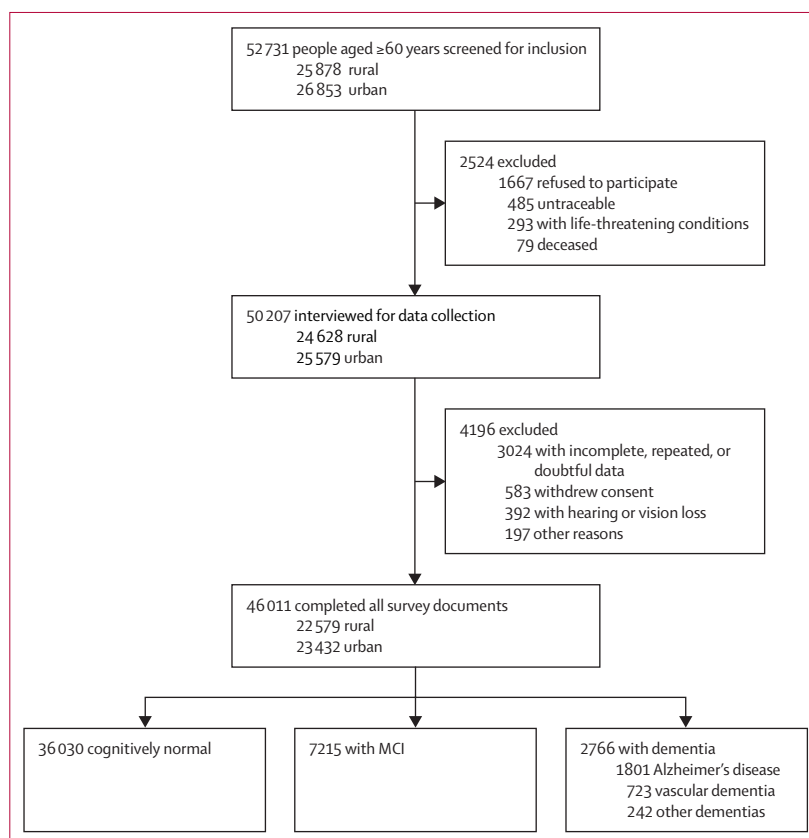 52 731 people aged ≥60 years screened for inclusion
25 878 rural
26 853 urban
2524 excluded
1667 refused to participate
485 untraceable
293 with life-threatening conditions
79 deceased
50 207 interviewed for data collection
24 628 rural
25 579 urban
4196 excluded
3024 with incomplete, repeated, or
doubtful data
583 withdrew consent
392 with hearing or vision loss
197 other reasons
46 011 completed all survey documents
22 579 rural
23 432 urban
36 030 cognitively normal
7215 with MCI
2766 with dementia
1801 Alzheimer's disease
723 vascular dementia
242 other dementias